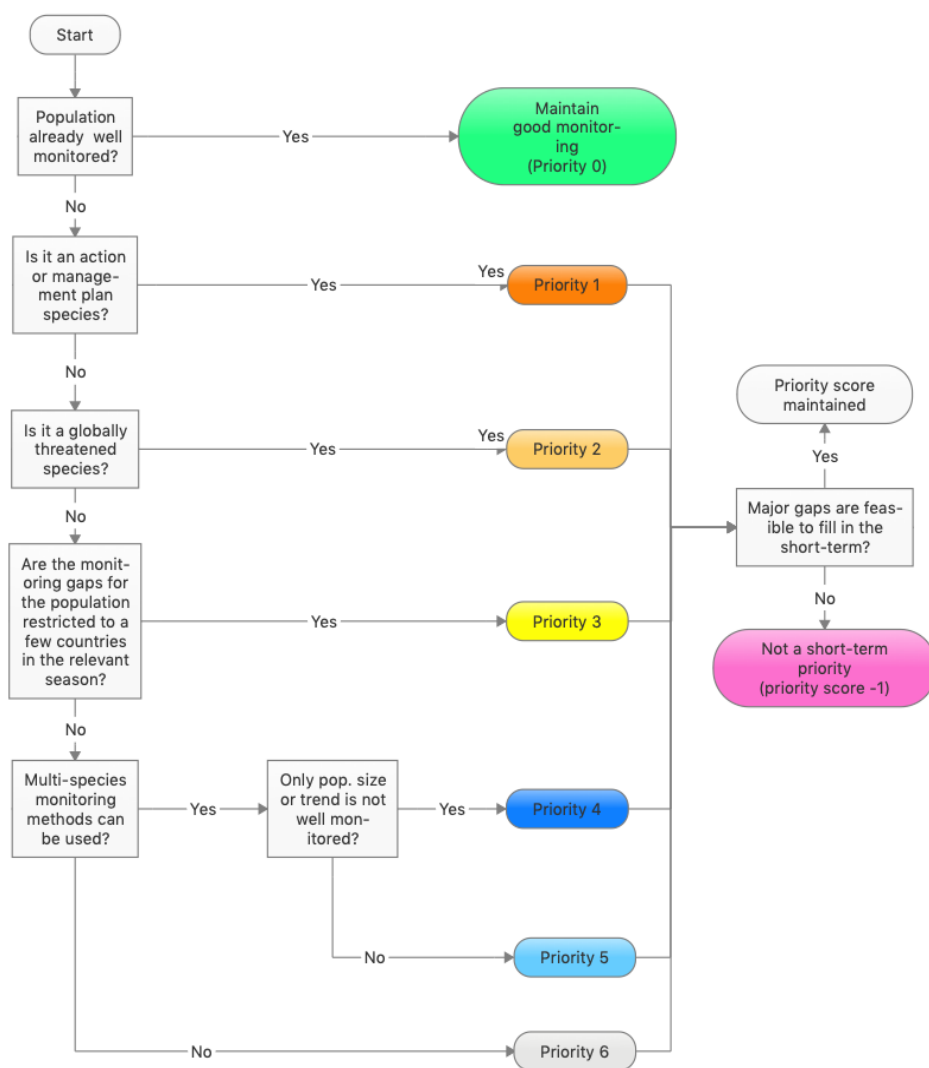 Start
Population
already well
monitored?
Yes
Maintain
good monitor-
ing
(Priority 0)
No
Is it an action
or manage-
ment plan
species?
Yes
Yes
Priority 1
No
Is it a globally
threatened
species?
Yes
Yes
Priority 2
No
Are the monit-
oring gaps for
the population
restricted to a
few countries
in the relevant
season?
Yes
Priority 3
No
Multi-species
monitoring
methods can
be used?
Yes
Only pop. size
or trend is not
well mon-
itored?
Yes
Priority 4
No
Priority 5
No
Priority 6
Priority score
maintained
Yes
Major gaps are feas-
ible to fill in the
short-term?
No
Not a short-term
priority
(priority score -1)